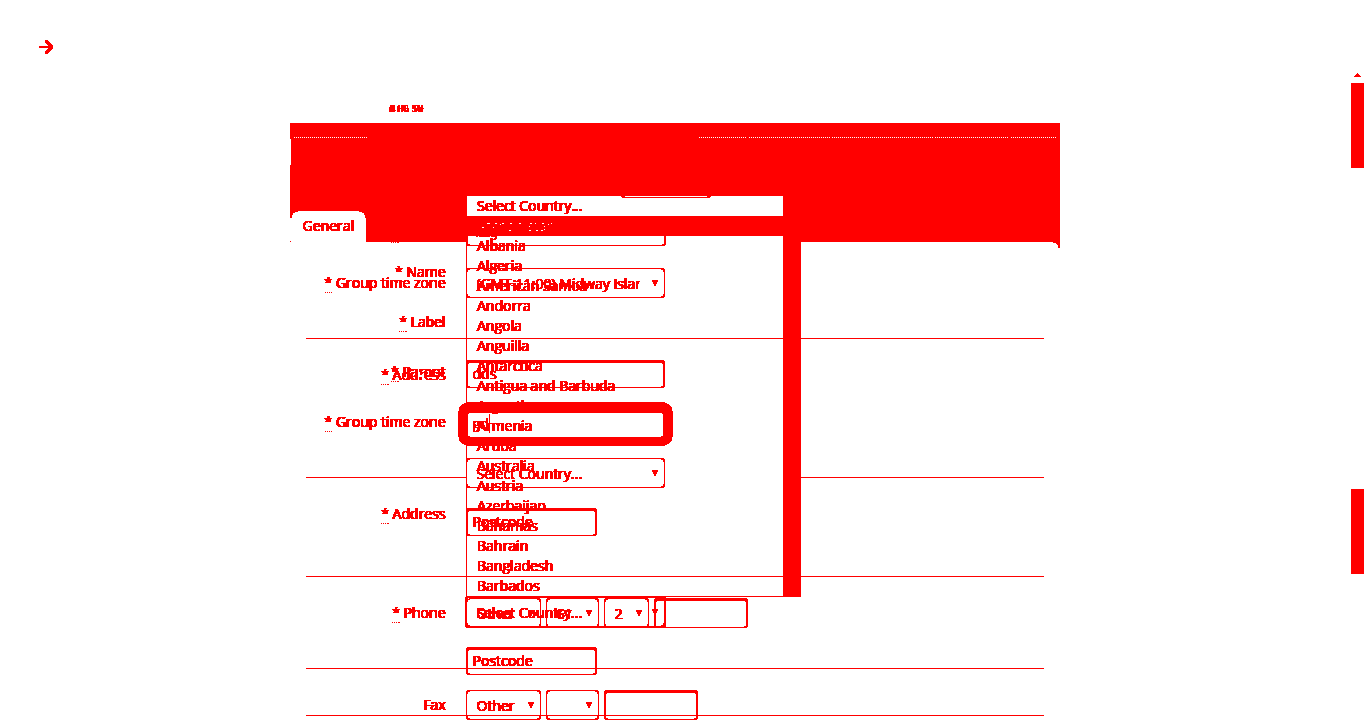 Select Country...
General
Albania
* Name
Algeria
* Group time zone
(GMT-11:00) Midway Islar
American Samoa
Andorra
* Label
Angola
Anguilla
Antarctica
* Parent
* Address
dds
Antigua and Barbuda
* Group time zone
Armenia
Aruba
Australia
Select Country...
Austria
Azerbaijan
* Address
Postcode
Bahamas
Bahrain
Bangladesh
Barbados
* Phone
Other
Select Country...
2
Postcode
Fax
Other